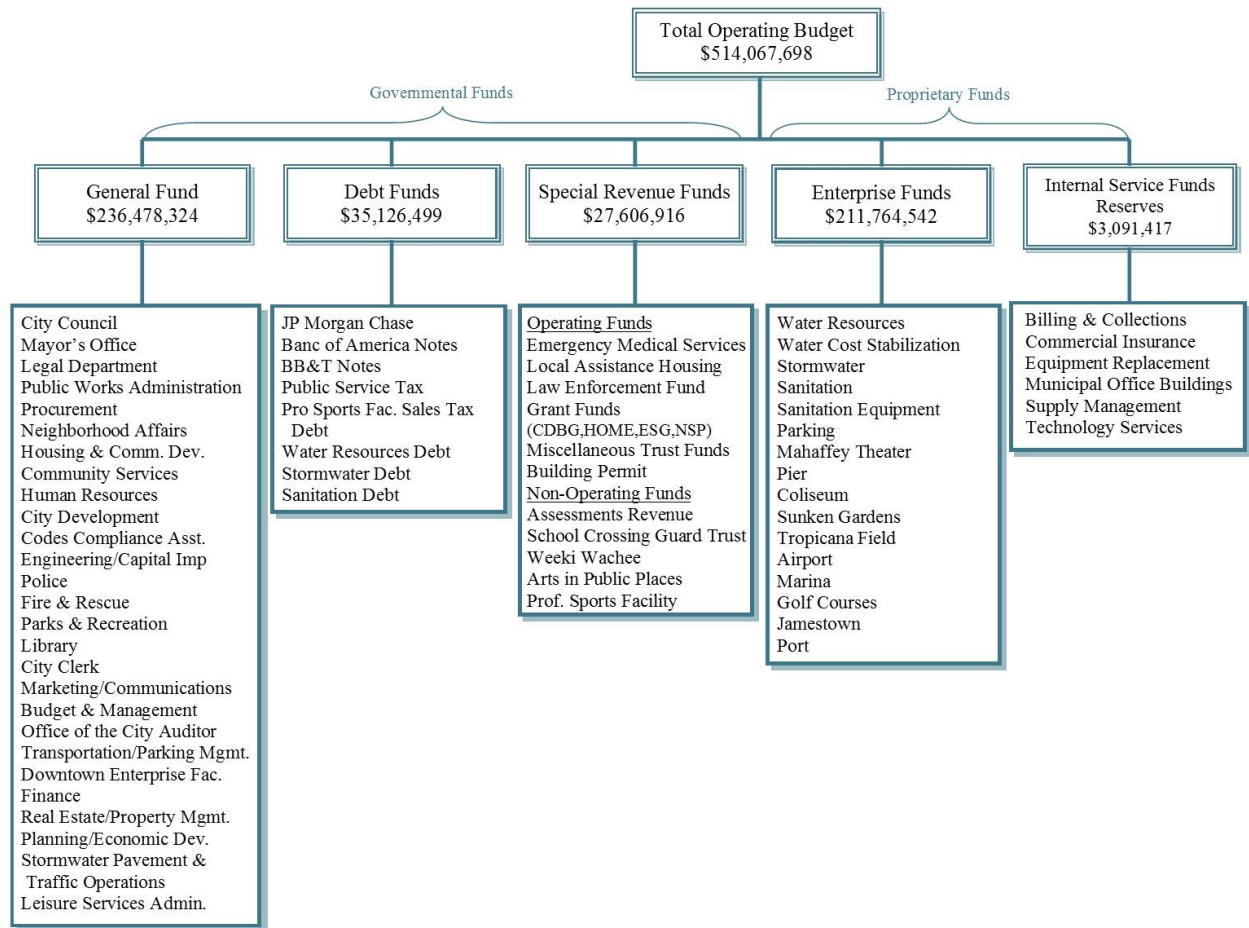 Total Operating Budget
$514,067,698
Governmental Funds
Proprietary Funds
General Fund
$236,478,324
Debt Funds
$35,126,499
Special Revenue Funds
$27,606,916
Enterprise Funds
$211,764,542
Internal Service Funds
Reserves
$3,091,417
City Council
Mayor’s Office
Legal Department
Public Works Administration
Procurement
Neighborhood Affairs
Housing & Comm. Dev.
Community Services
Human Resources
City Development
Codes Compliance Asst.
Engineering/Capital Imp
Police
Fire & Rescue
Parks & Recreation
Library
City Clerk
Marketing/Communications
Budget & Management
Office of the City Auditor
Transportation/Parking Mgmt.
Downtown Enterprise Fac.
Finance
Real Estate/Property Mgmt.
Planning/Economic Dev.
Stormwater Pavement &
Traffic Operations
Leisure Services Admin.
JP Morgan Chase
Banc of America Notes
BB&T Notes
Public Service Tax
Pro Sports Fac. Sales Tax
Debt
Water Resources Debt
Stormwater Debt
Sanitation Debt
Operating Funds
Emergency Medical Services
Local Assistance Housing
Law Enforcement Fund
Grant Funds
(CDBG,HOME,ESG,NSP)
Miscellaneous Trust Funds
Building Permit
Non-Operating Funds
Assessments Revenue
School Crossing Guard Trust
Weeki Wachee
Arts in Public Places
Prof. Sports Facility
Water Resources
Water Cost Stabilization
Stormwater
Sanitation
Sanitation Equipment
Parking
Mahaffey Theater
Pier
Coliseum
Sunken Gardens
Tropicana Field
Airport
Marina
Golf Courses
Jamestown
Port
Billing & Collections
Commercial Insurance
Equipment Replacement
Municipal Office Buildings
Supply Management
Technology Services